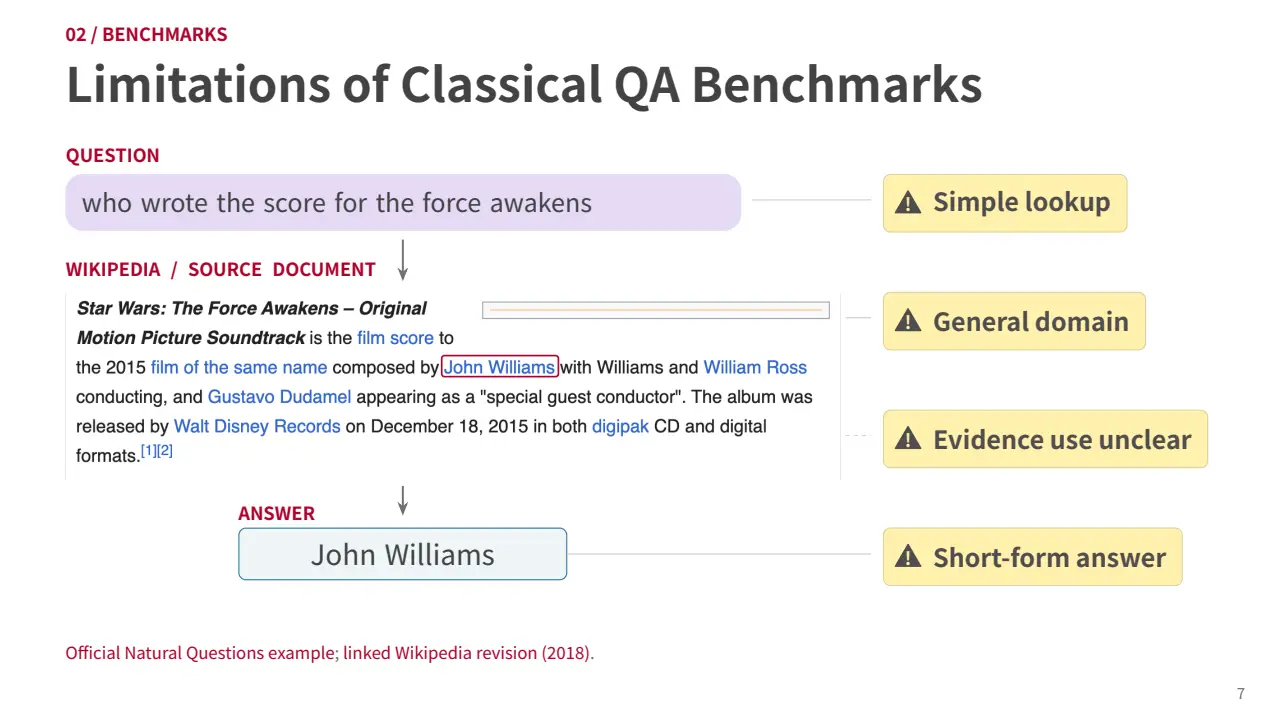 02 / BENCHMARKS
Limitations of Classical QA Benchmarks
QUESTION
who wrote the score for the force awakens
Simple lookup
WIKIPEDIA / SOURCE DOCUMENT
Star Wars: The Force Awakens – Original
Motion Picture Soundtrack is the film score to
the 2015 film of the same name composed by John Williams with Williams and William Ross
conducting, and Gustavo Dudamel appearing as a "special guest conductor". The album was
released by Walt Disney Records on December 18, 2015 in both digipak CD and digital
formats.[1][2]
General domain
Evidence use unclear
ANSWER
John Williams
Short-form answer
Official Natural Questions example; linked Wikipedia revision (2018).
7